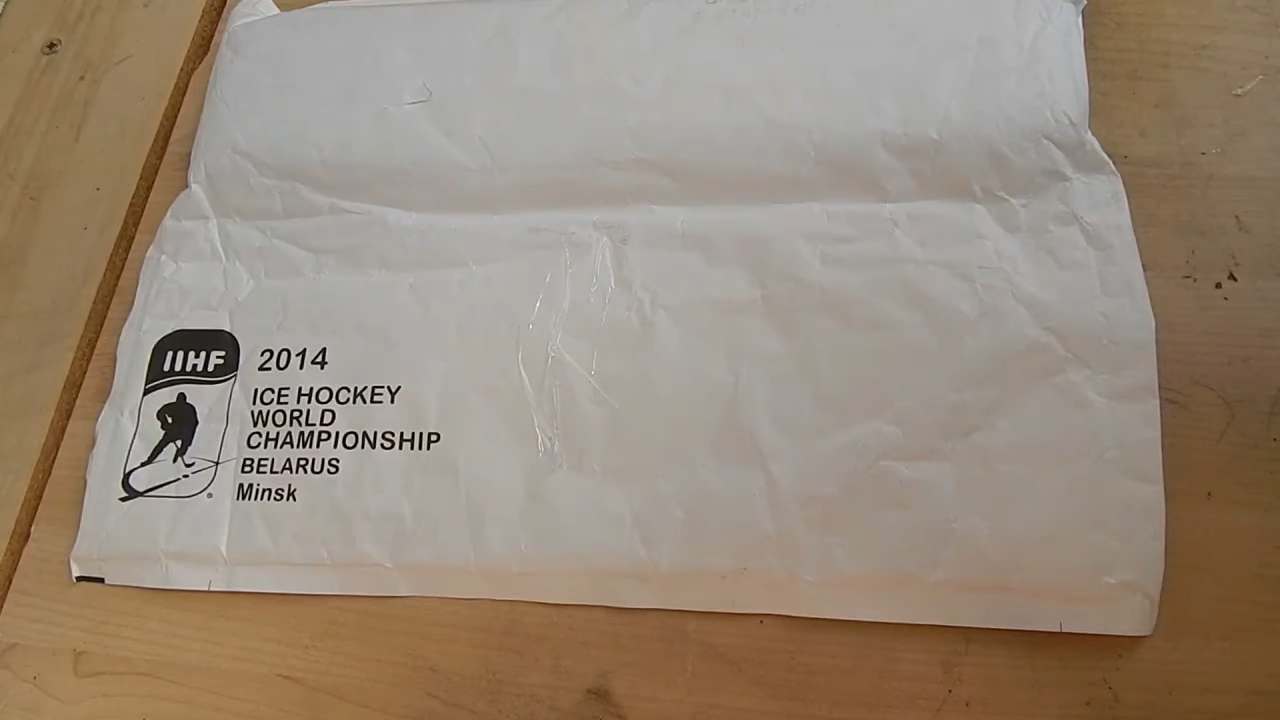 IIHF
2014
ICE HOCKEY
WORLD
CHAMPIONSHIP
BELARUS
Minsk
®